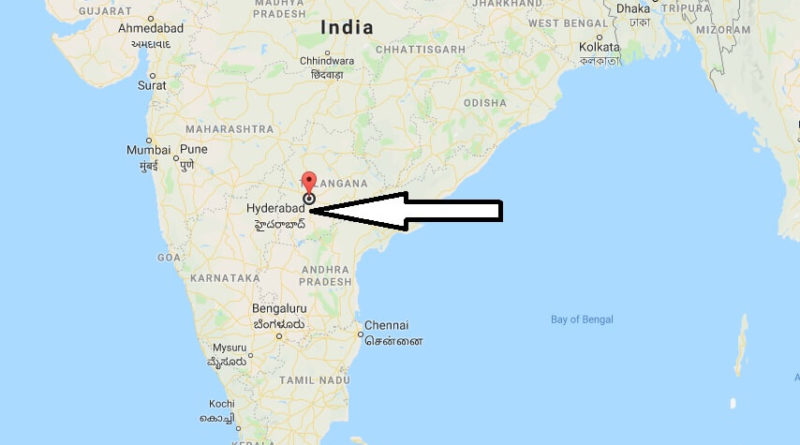 GUJARAT
MADHYA
PRADESH
JHARKHAND
WEST BENGAL
Dhaka
ঢাকা
TRIPURA
MIZORAM
India
Ahmedabad
અમદાવાદ
CHHATTISGARH
Kolkata
কলকাতা
Chhindwara
छिंदवाड़ा
Surat
ODISHA
MAHARASHTRA
Mumbai
मुंबई
Pune
पुणे
TELANGANA
Hyderabad
హైదరాబాద్
GOA
KARNATAKA
ANDHRA
PRADESH
Bengaluru
ಬೆಂಗಳೂರು
Chennai
சென்னை
Bay of Bengal
Mysuru
ಮೈಸೂರು
TAMIL NADU
Kochi
കൊച്ചി
KERALA